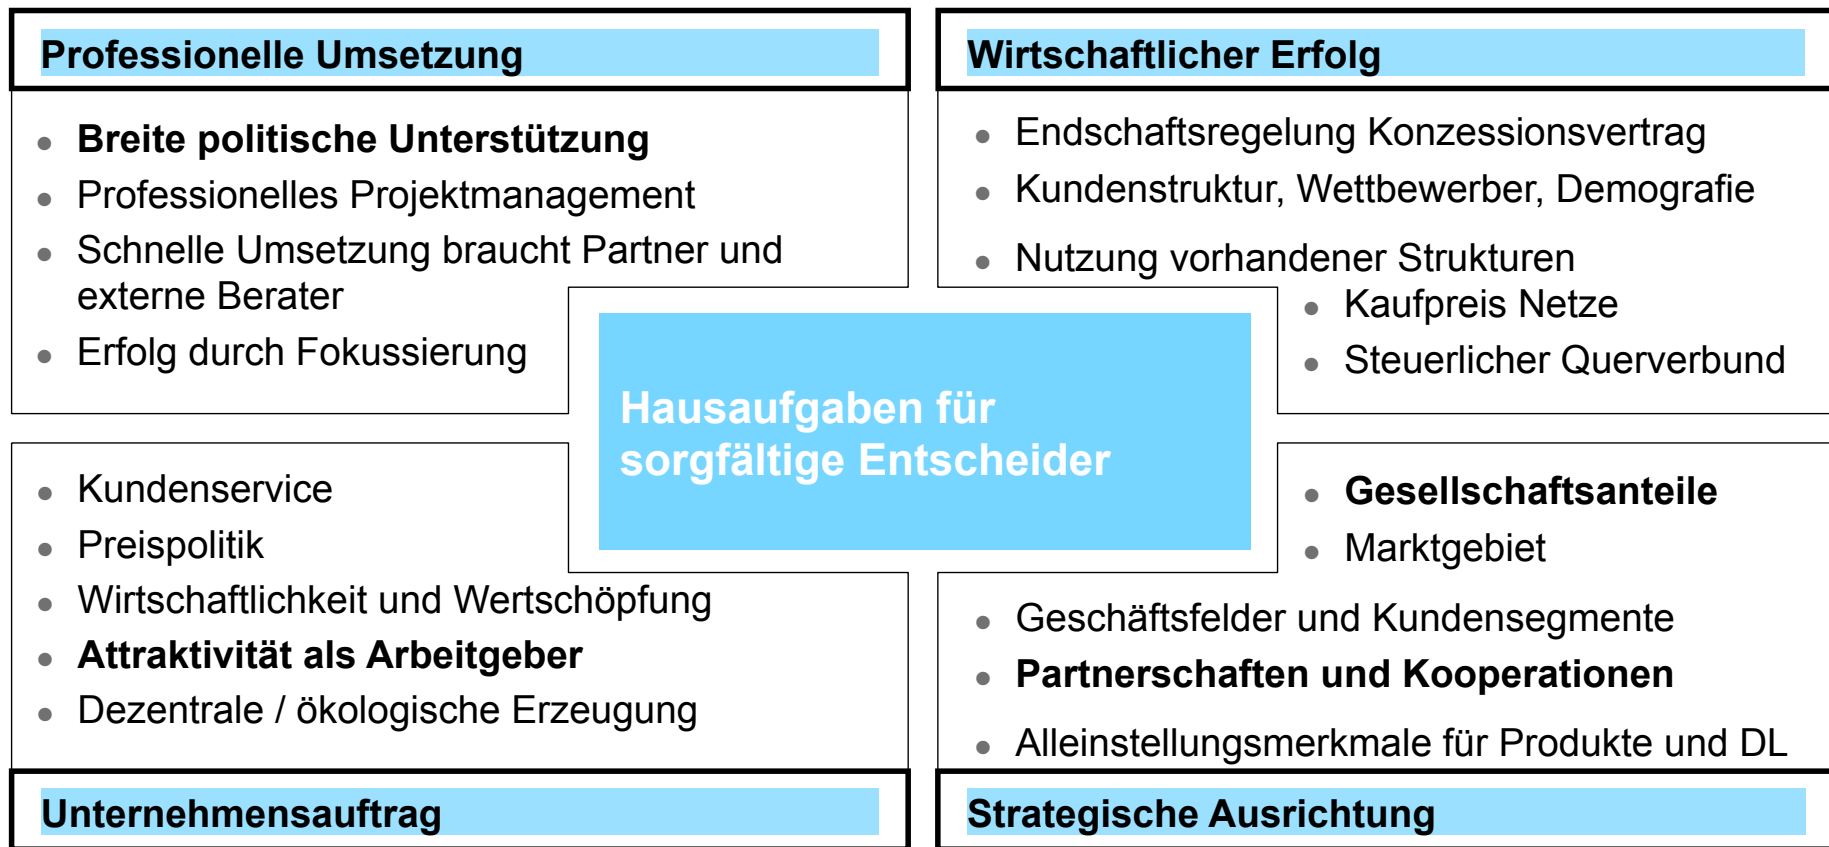 Professionelle Umsetzung
Breite politische Unterstützung
Professionelles Projektmanagement
Schnelle Umsetzung braucht Partner und
externe Berater
Erfolg durch Fokussierung
Wirtschaftlicher Erfolg
Endschaftsregelung Konzessionsvertrag
Kundenstruktur, Wettbewerber, Demografie
Nutzung vorhandener Strukturen
Kaufpreis Netze
Steuerlicher Querverbund
Hausaufgaben für
sorgfältige Entscheider
Kundenservice
Preispolitik
Wirtschaftlichkeit und Wertschöpfung
Attraktivität als Arbeitgeber
Dezentrale / ökologische Erzeugung
Unternehmensauftrag
Gesellschaftsanteile
Marktgebiet
Geschäftsfelder und Kundensegmente
Partnerschaften und Kooperationen
Alleinstellungsmerkmale für Produkte und DL
Strategische Ausrichtung